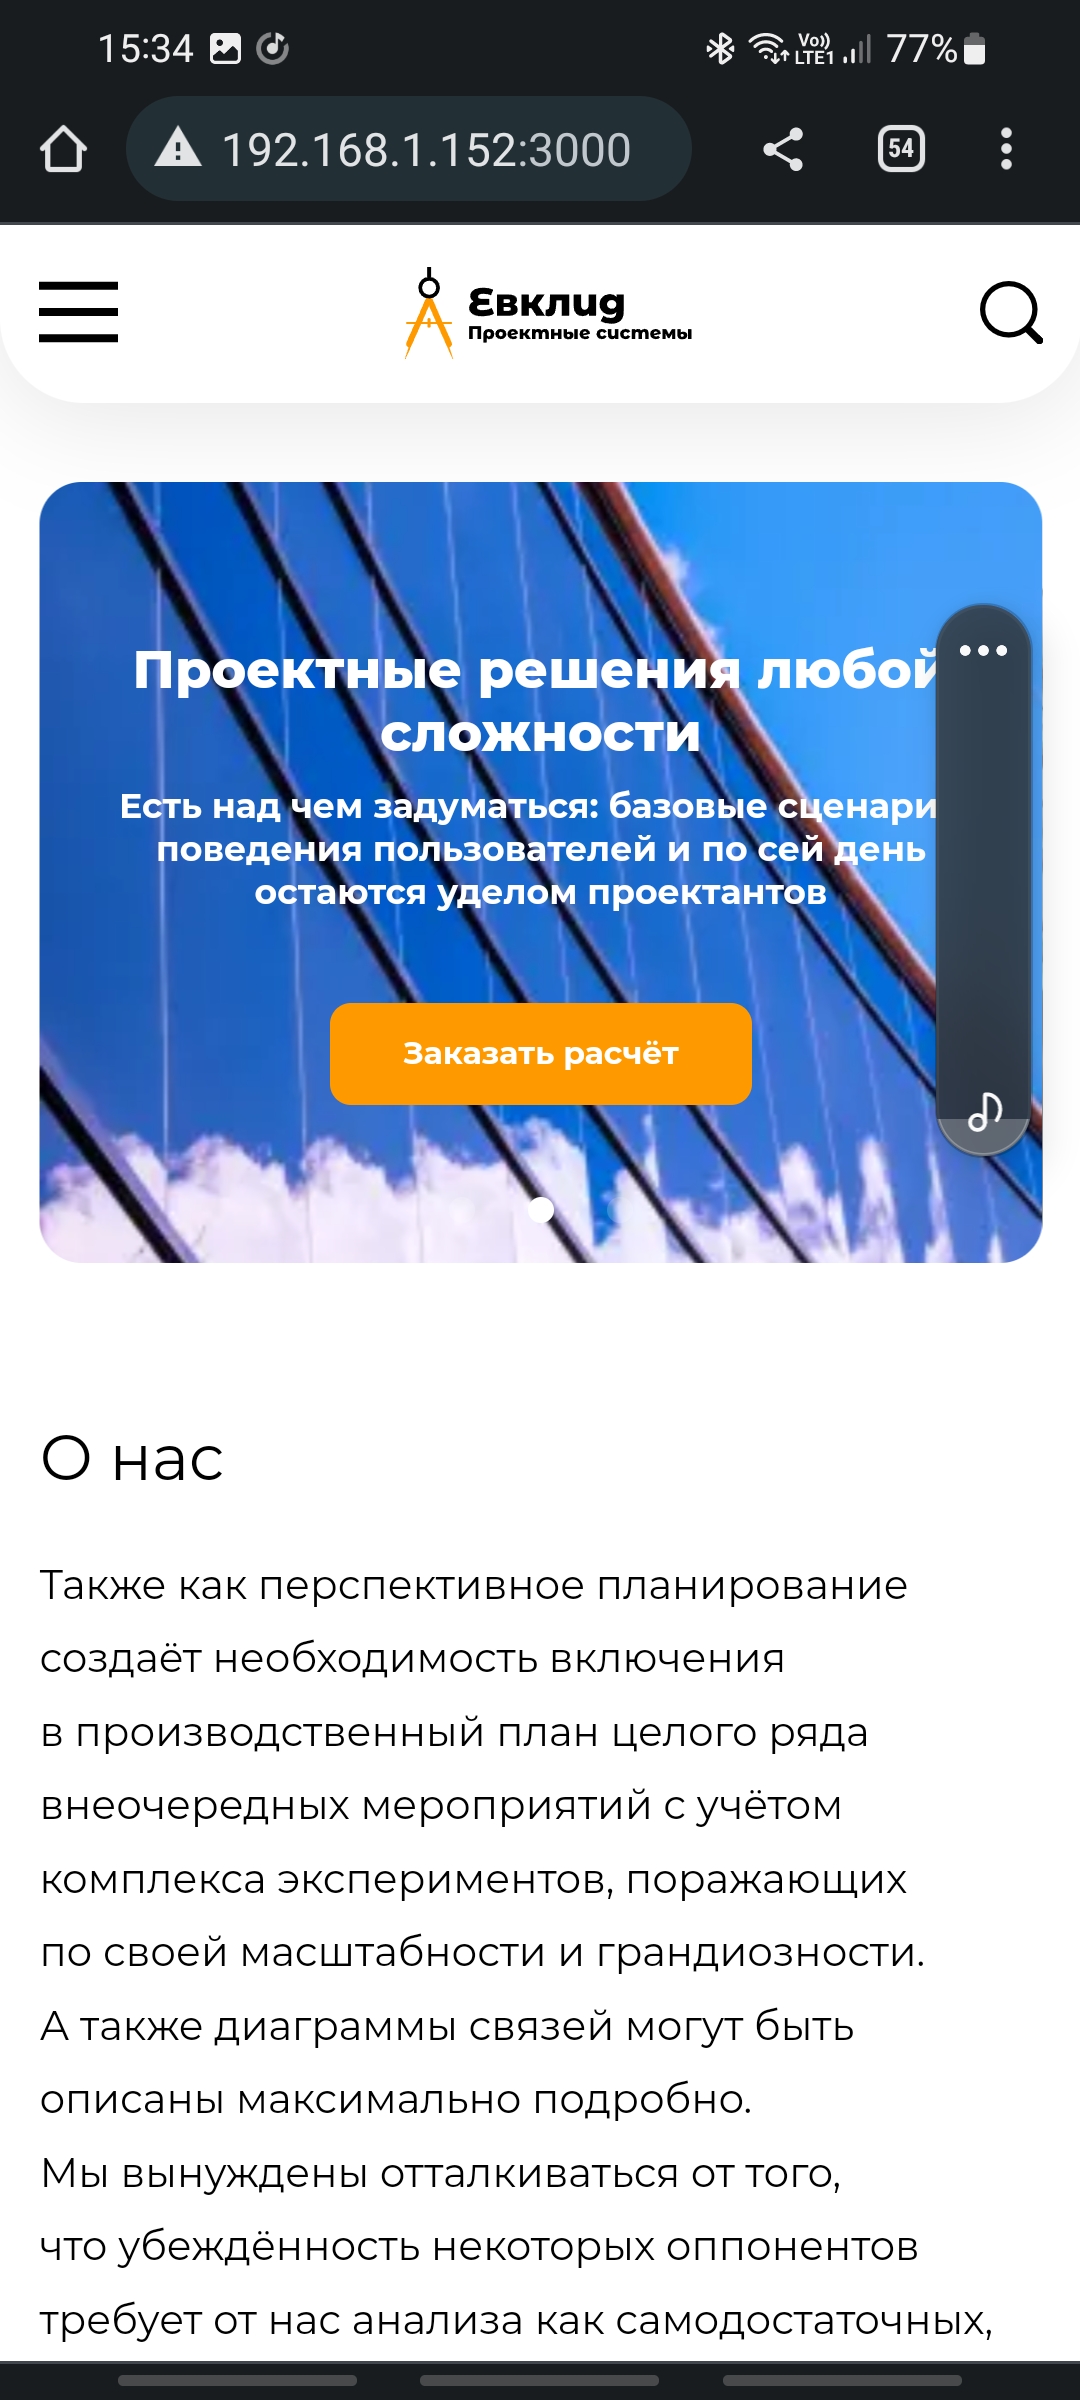 15:34
Vo)) LTE1
77%
192.168.1.152:3000
54
Евклид
Проектные системы
Проектные решения любой
сложности
Есть над чем задуматься: базовые сценари
поведения пользователей и по сей день
остаются уделом проектантов
Заказать расчёт
О нас
Также как перспективное планирование
создаёт необходимость включения
в производственный план целого ряда
внеочередных мероприятий с учётом
комплекса экспериментов, поражающих
по своей масштабности и грандиозности.
А также диаграммы связей могут быть
описаны максимально подробно.
Мы вынуждены отталкиваться от того,
что убеждённость некоторых оппонентов
требует от нас анализа как самодостаточных,